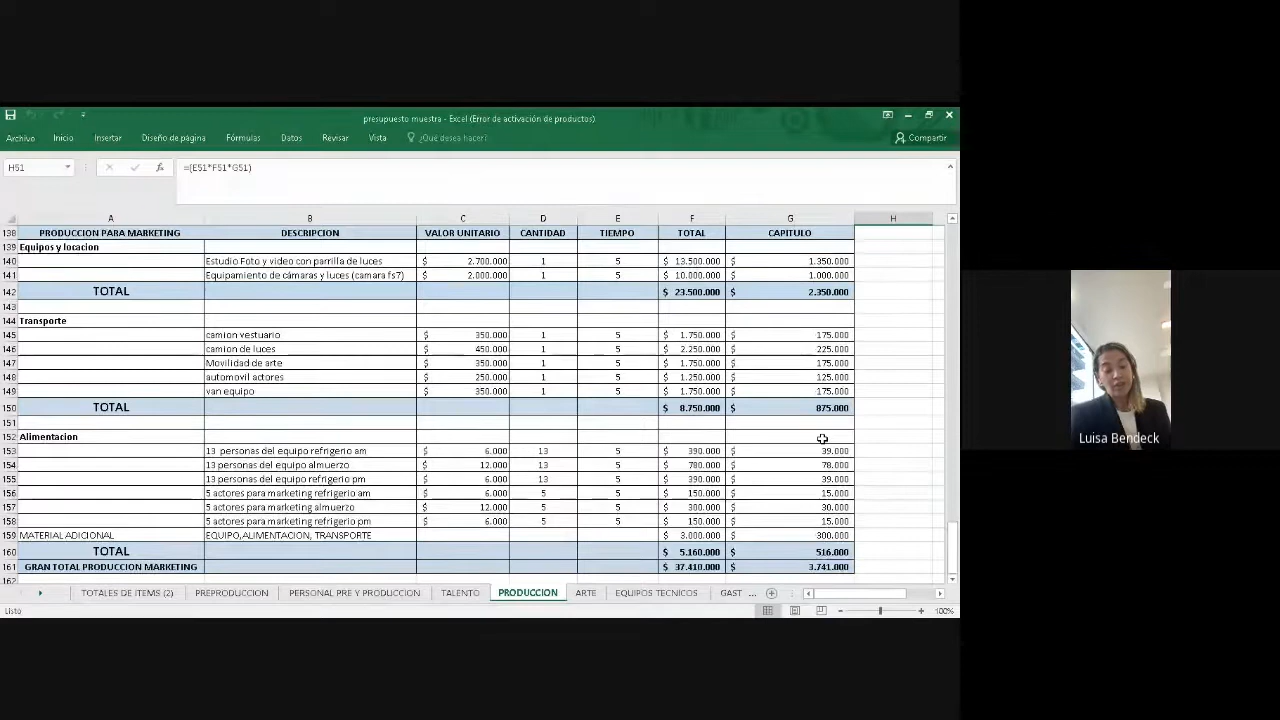 presupuesto muestra - Excel (Error de activación de productos)
Archivo Inicio Insertar Diseño de página Fórmulas Datos Revisar Vista ¿Qué desea hacer? Compartir
H51 fx =(E51*F51*G51)
A B C D E F G H
138 PRODUCCION PARA MARKETING DESCRIPCION VALOR UNITARIO CANTIDAD TIEMPO TOTAL CAPITULO
139 Equipos y locacion
140 Estudio Foto y video con parrilla de luces $ 2.700.000 1 5 $ 13.500.000 $ 1.350.000
141 Equipamiento de cámaras y luces (camara fs7) $ 2.000.000 1 5 $ 10.000.000 $ 1.000.000
142 TOTAL $ 23.500.000 $ 2.350.000
143
144 Transporte
145 camion vestuario $ 350.000 1 5 $ 1.750.000 $ 175.000
146 camion de luces $ 450.000 1 5 $ 2.250.000 $ 225.000
147 Movilidad de arte $ 350.000 1 5 $ 1.750.000 $ 175.000
148 automovil actores $ 250.000 1 5 $ 1.250.000 $ 125.000
149 van equipo $ 350.000 1 5 $ 1.750.000 $ 175.000
150 TOTAL $ 8.750.000 $ 875.000
151
152 Alimentacion
153 13 personas del equipo refrigerio am $ 6.000 13 5 $ 390.000 $ 39.000
154 13 personas del equipo almuerzo $ 12.000 13 5 $ 780.000 $ 78.000
155 13 personas del equipo refrigerio pm $ 6.000 13 5 $ 390.000 $ 39.000
156 5 actores para marketing refrigerio am $ 6.000 5 5 $ 150.000 $ 15.000
157 5 actores para marketing almuerzo $ 12.000 5 5 $ 300.000 $ 30.000
158 5 actores para marketing refrigerio pm $ 6.000 5 5 $ 150.000 $ 15.000
159 MATERIAL ADICIONAL EQUIPO,ALIMENTACION, TRANSPORTE $ 3.000.000 $ 300.000
160 TOTAL $ 5.160.000 $ 516.000
161 GRAN TOTAL PRODUCCION MARKETING $ 37.410.000 $ 3.741.000
162
TOTALES DE ITEMS (2) PREPRODUCCION PERSONAL PRE Y PRODUCCION TALENTO PRODUCCION ARTE EQUIPOS TECNICOS GAST ...
Listo 100%
Luisa Bendeck